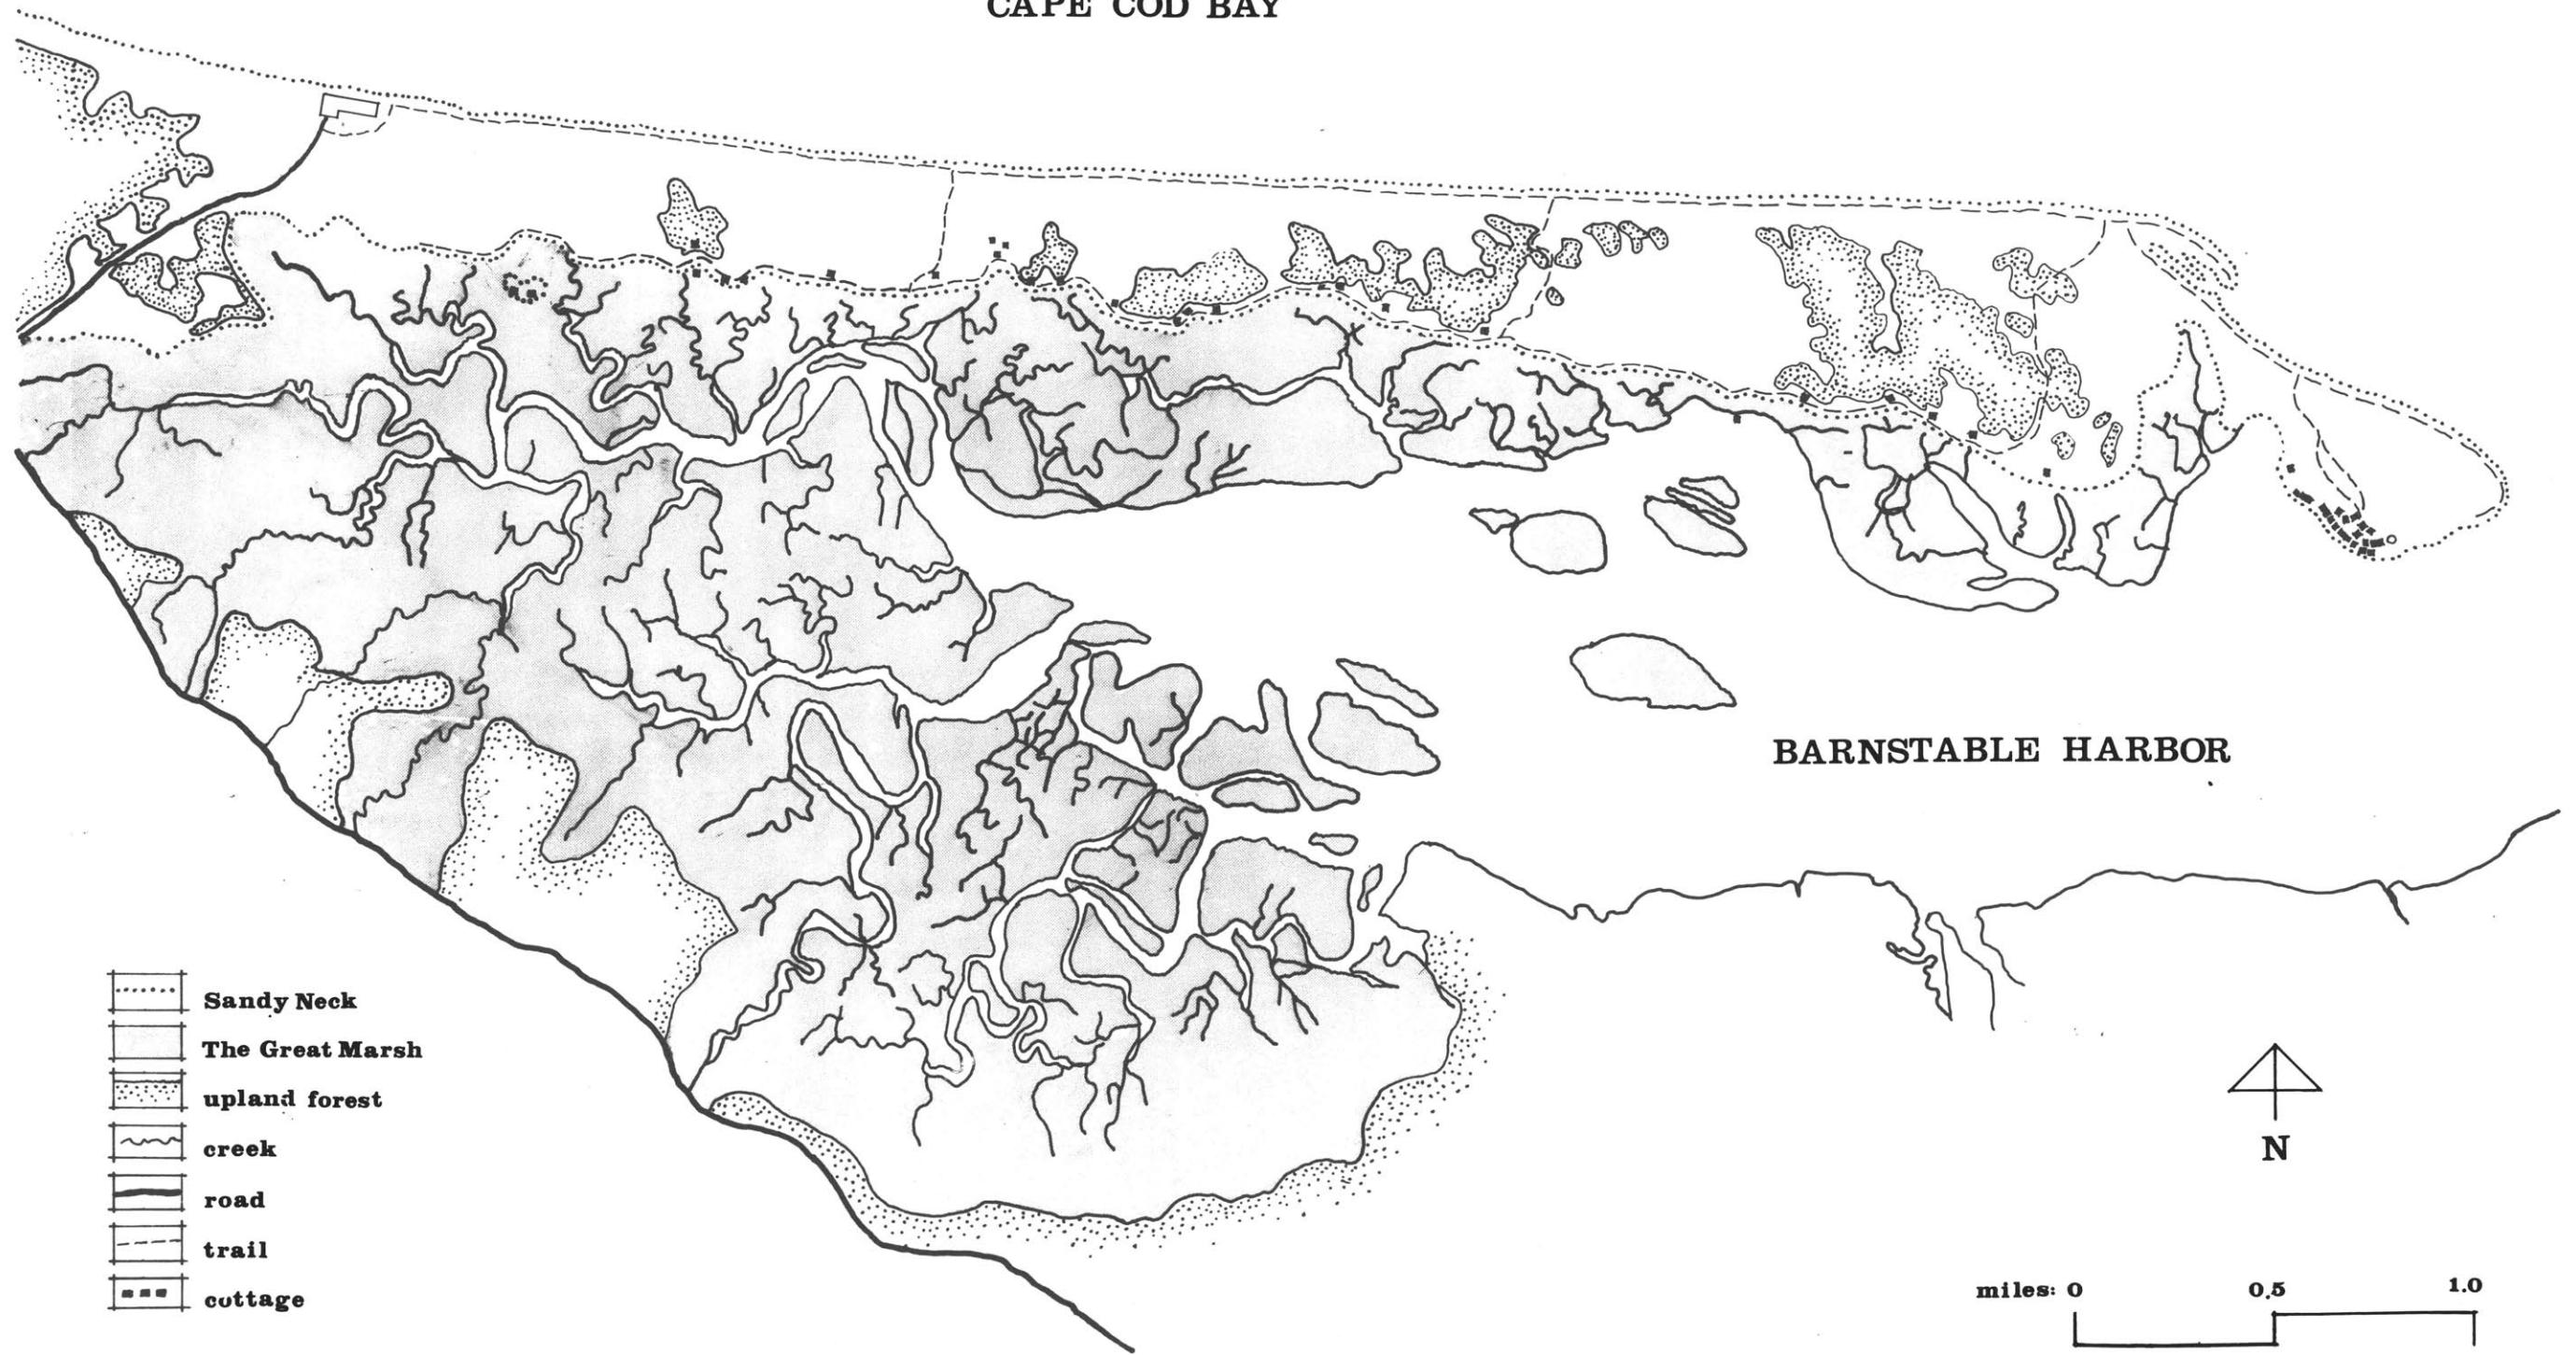 CAPE COD BAY
BARNSTABLE HARBOR
Sandy Neck
The Great Marsh
upland forest
creek
road
trail
cottage
N
miles: 0 0.5 1.0